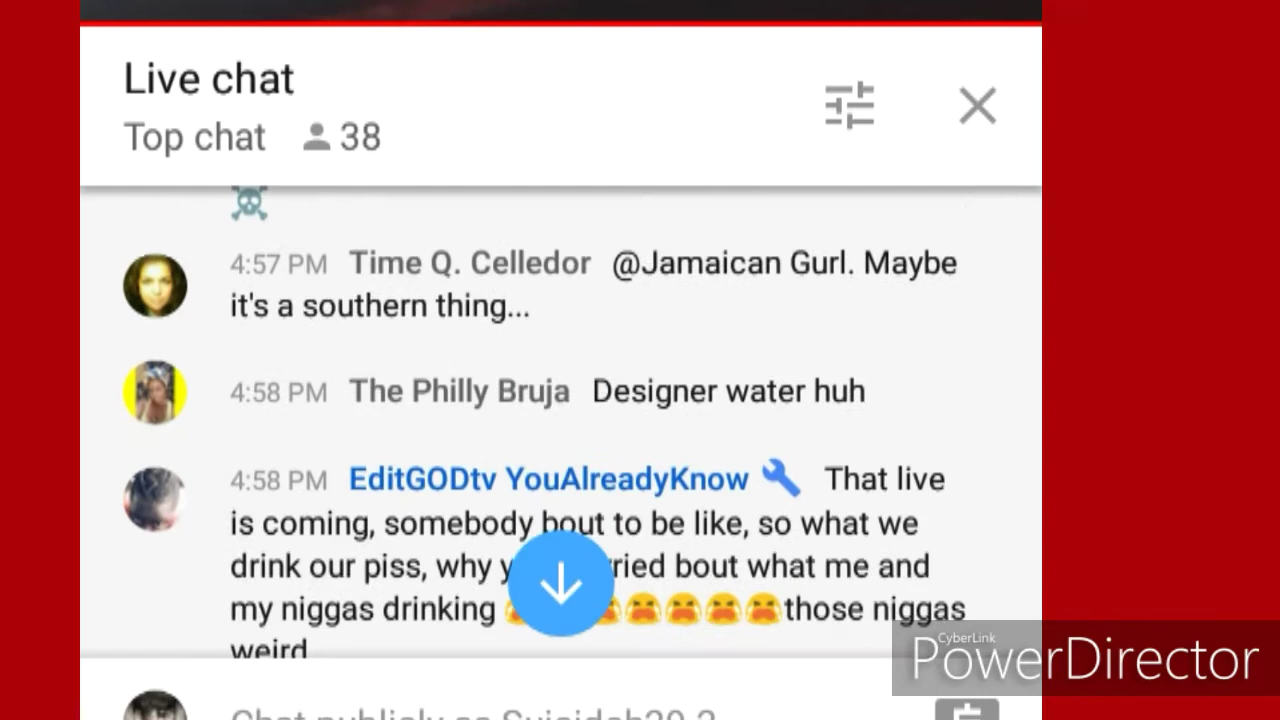 Live chat
Top chat 38
4:57 PM Time Q. Celledor @Jamaican Gurl. Maybe
it's a southern thing...
4:58 PM The Philly Bruja Designer water huh
4:58 PM EditGODtv YouAlreadyKnow That live
is coming, somebody bout to be like, so what we
drink our piss, why bout what me and
my niggas drinking 😫😫😫😫😫😫those niggas
weird
Chat publicly as
CyberLink
PowerDirector